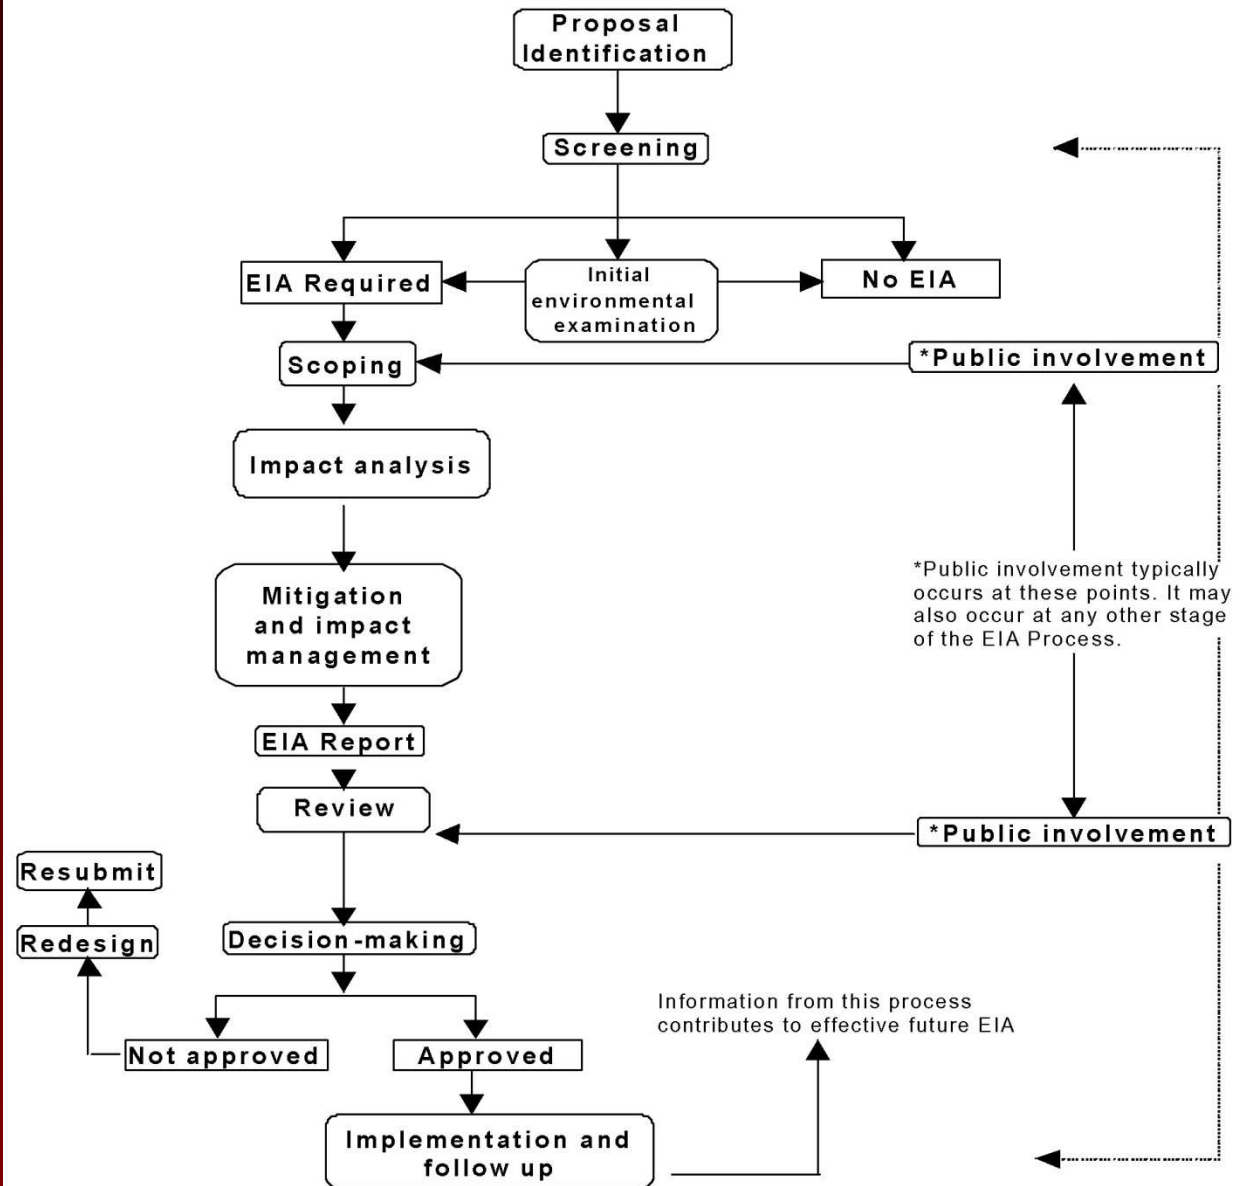 Proposal
Identification
Screening
EIA Required
Initial
environmental
examination
No EIA
Scoping
*Public involvement
Impact analysis
*Public involvement typically
occurs at these points. It may
also occur at any other stage
of the EIA Process.
Mitigation
and impact
management
EIA Report
Review
*Public involvement
Resubmit
Redesign
Decision-making
Information from this process
contributes to effective future EIA
Not approved
Approved
Implementation and
follow up